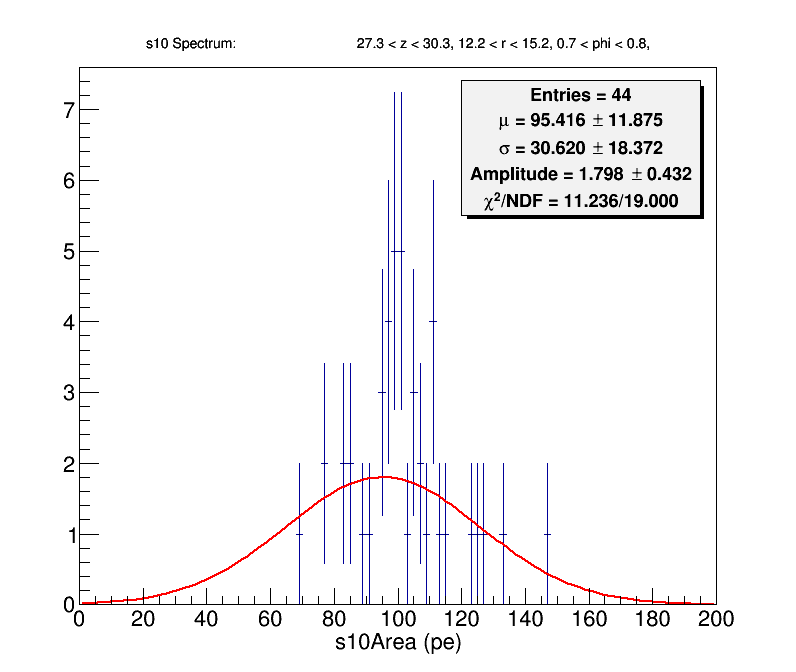 s10 Spectrum: 27.3 < z < 30.3, 12.2 < r < 15.2, 0.7 < phi < 0.8,
Entries = 44
μ = 95.416 ± 11.875
σ = 30.620 ± 18.372
Amplitude = 1.798 ± 0.432
χ²/NDF = 11.236/19.000
7
6
5
4
3
2
1
0
0 20 40 60 80 100 120 140 160 180 200
s10Area (pe)